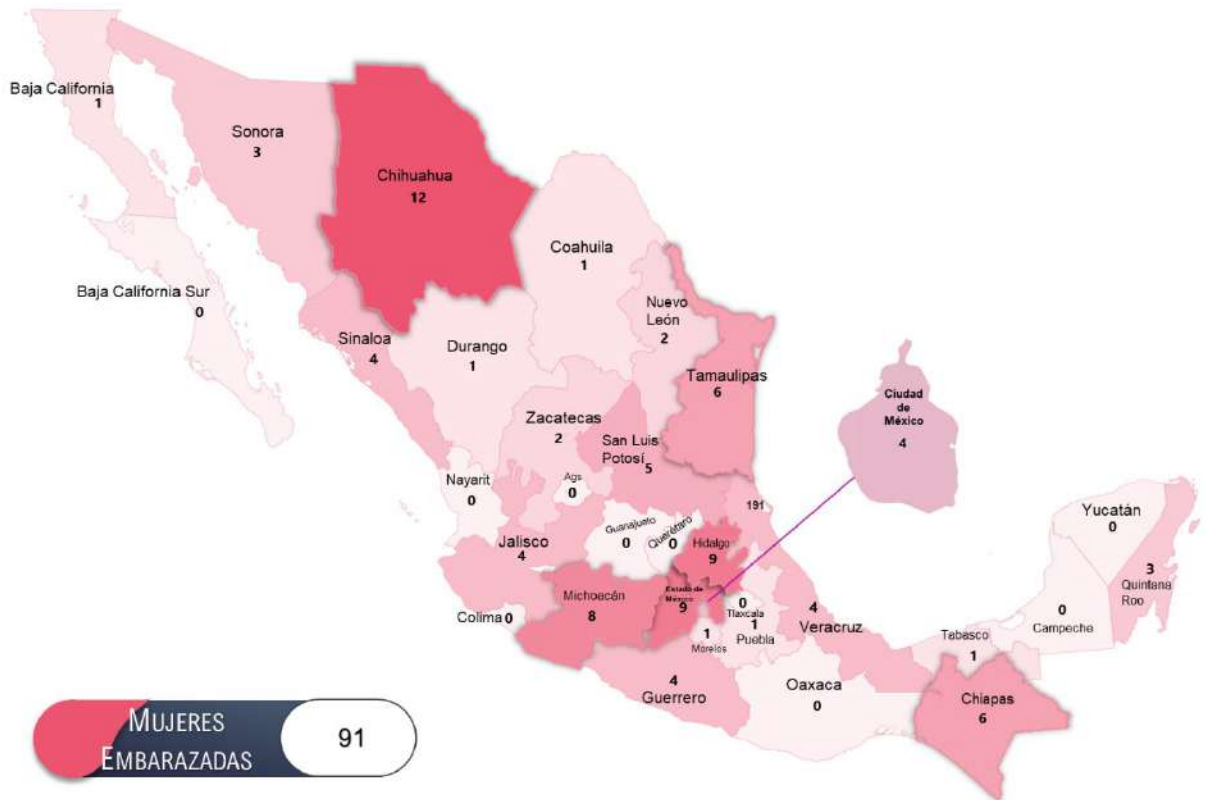 Baja California
1
Sonora
3
Chihuahua
12
Coahuila
1
Baja California Sur
0
Nuevo
León
2
Sinaloa
4
Durango
1
Tamaulipas
6
Ciudad
de
México
4
Zacatecas
2
San Luis
Potosí
5
Nayarit
0
Ags
0
191
Yucatán
0
Guanajuato
0
Querétaro
0
Hidalgo
9
Jalisco
4
3
Quintana
Roo
Michoacán
8
Estado de
México
9
0
Tlaxcala
Colima 0
1
Morelos
1
Puebla
4
Veracruz
0
Campeche
Tabasco
1
4
Guerrero
Oaxaca
0
Chiapas
6
MUJERES
EMBARAZADAS
91